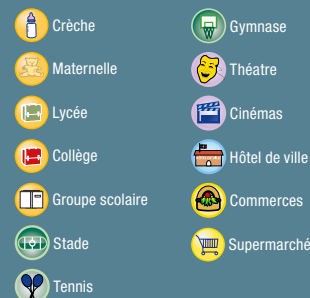 Crèche
Maternelle
Lycée
Collège
Groupe scolaire
Stade
Tennis
Gymnase
Théatre
Cinémas
Hôtel de ville
Commerces
Supermarché